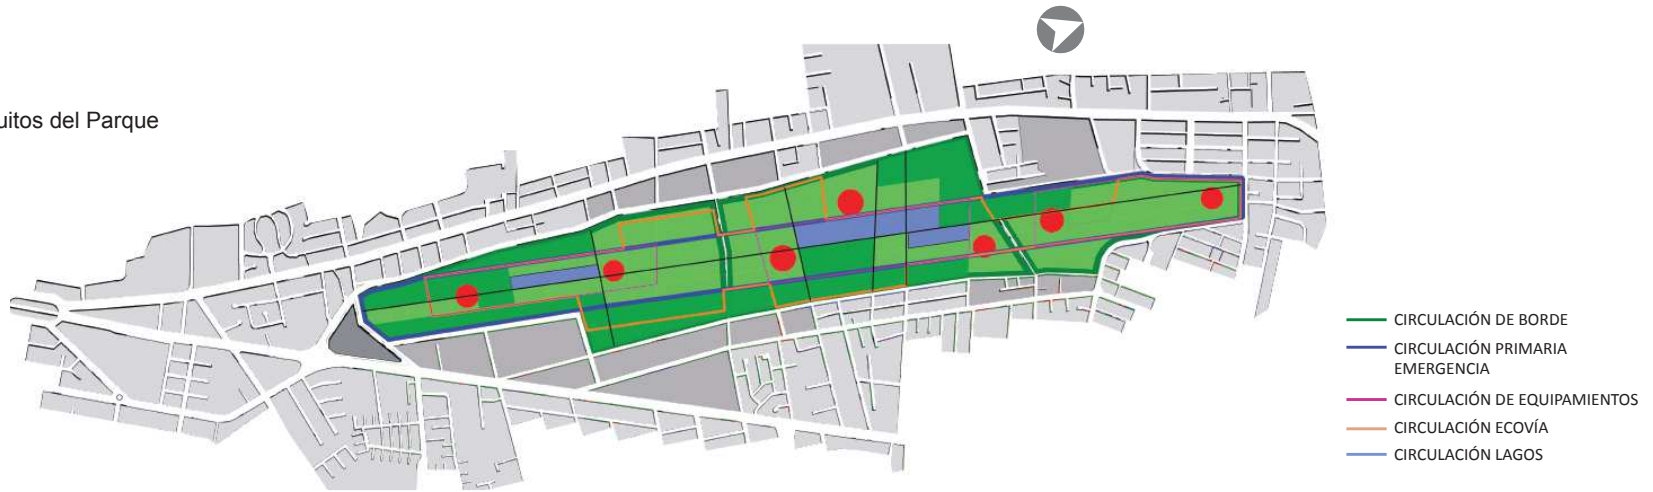 uitos del Parque
CIRCULACIÓN DE BORDE
CIRCULACIÓN PRIMARIA
EMERGENCIA
CIRCULACIÓN DE EQUIPAMIENTOS
CIRCULACIÓN ECOVÍA
CIRCULACIÓN LAGOS